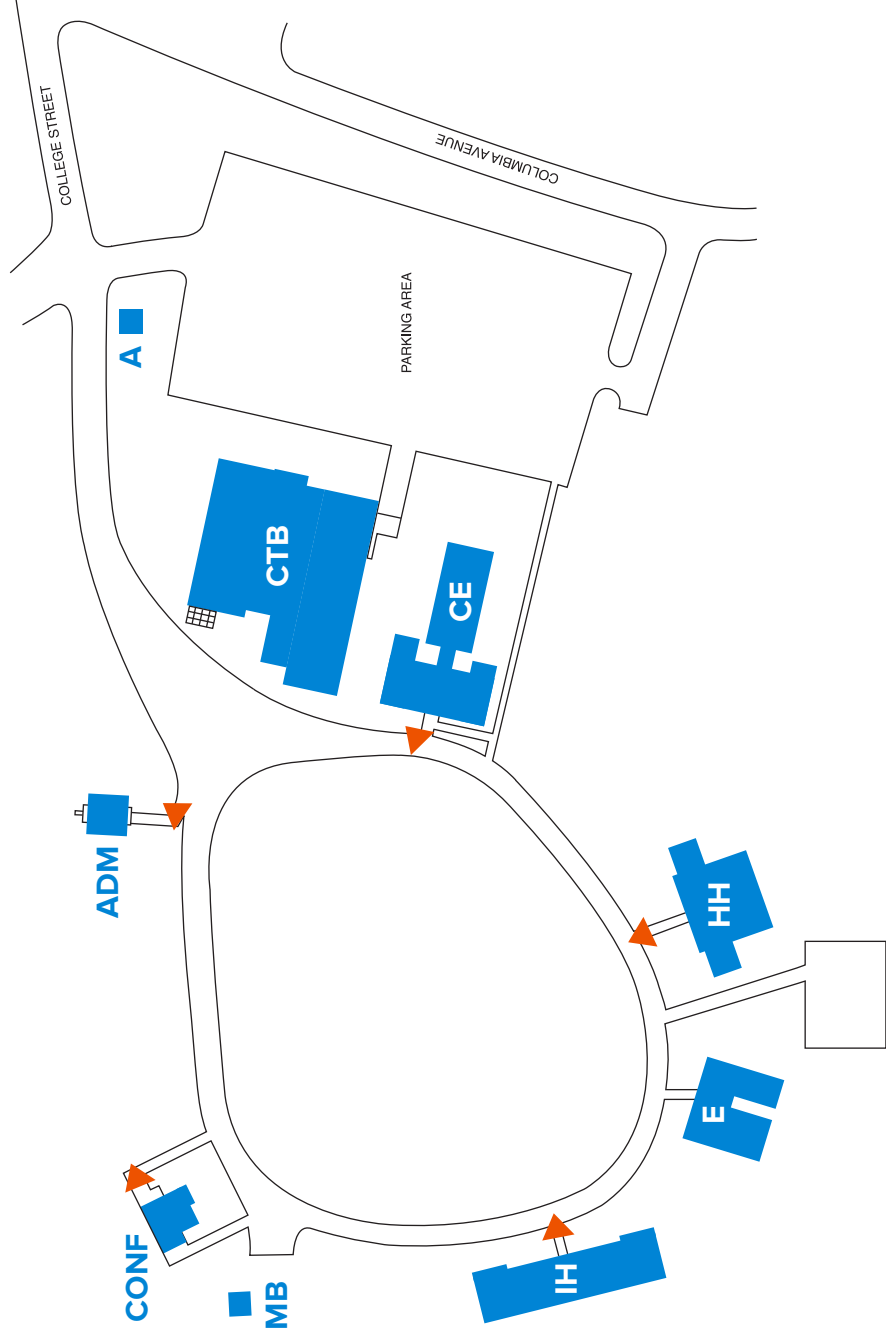 COLLEGE STREET
COLUMBIA AVENUE
A
PARKING AREA
CTB
CE
ADM
HH
E
CONF
MB
IH